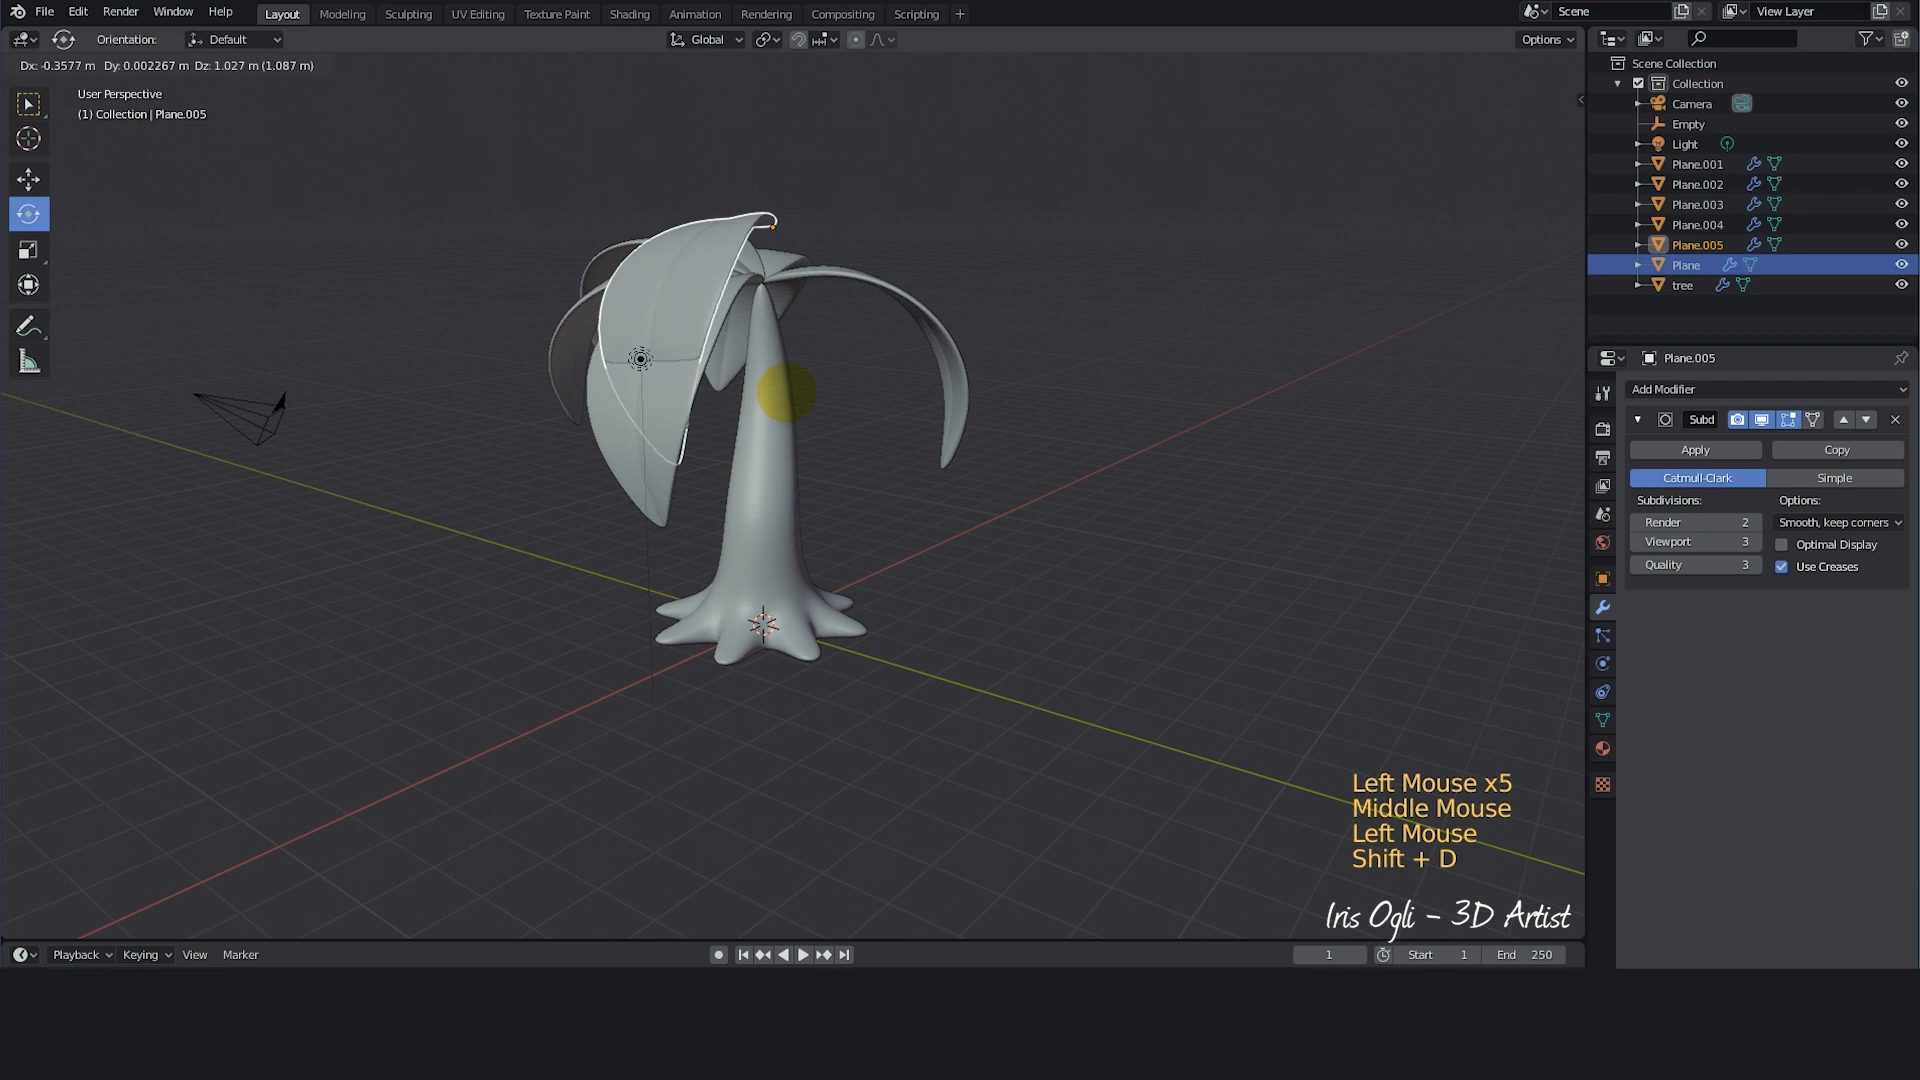 File Edit Render Window Help Layout Modeling Sculpting UV Editing Texture Paint Shading Animation Rendering Compositing Scripting + Scene View Layer
Orientation: Default Global Options
Dx: -0.3577 m Dy: 0.002267 m Dz: 1.027 m (1.087 m)
User Perspective
(1) Collection | Plane.005
Scene Collection
Collection
Camera
Empty
Light
Plane.001
Plane.002
Plane.003
Plane.004
Plane.005
Plane
tree
Plane.005
Add Modifier
Subd
Apply Copy
Catmull-Clark Simple
Subdivisions: Options:
Render 2 Smooth, keep corners
Viewport 3 Optimal Display
Quality 3 Use Creases
Left Mouse x5
Middle Mouse
Left Mouse
Shift + D
Iris Ogli - 3D Artist
Playback Keying View Marker 1 Start 1 End 250